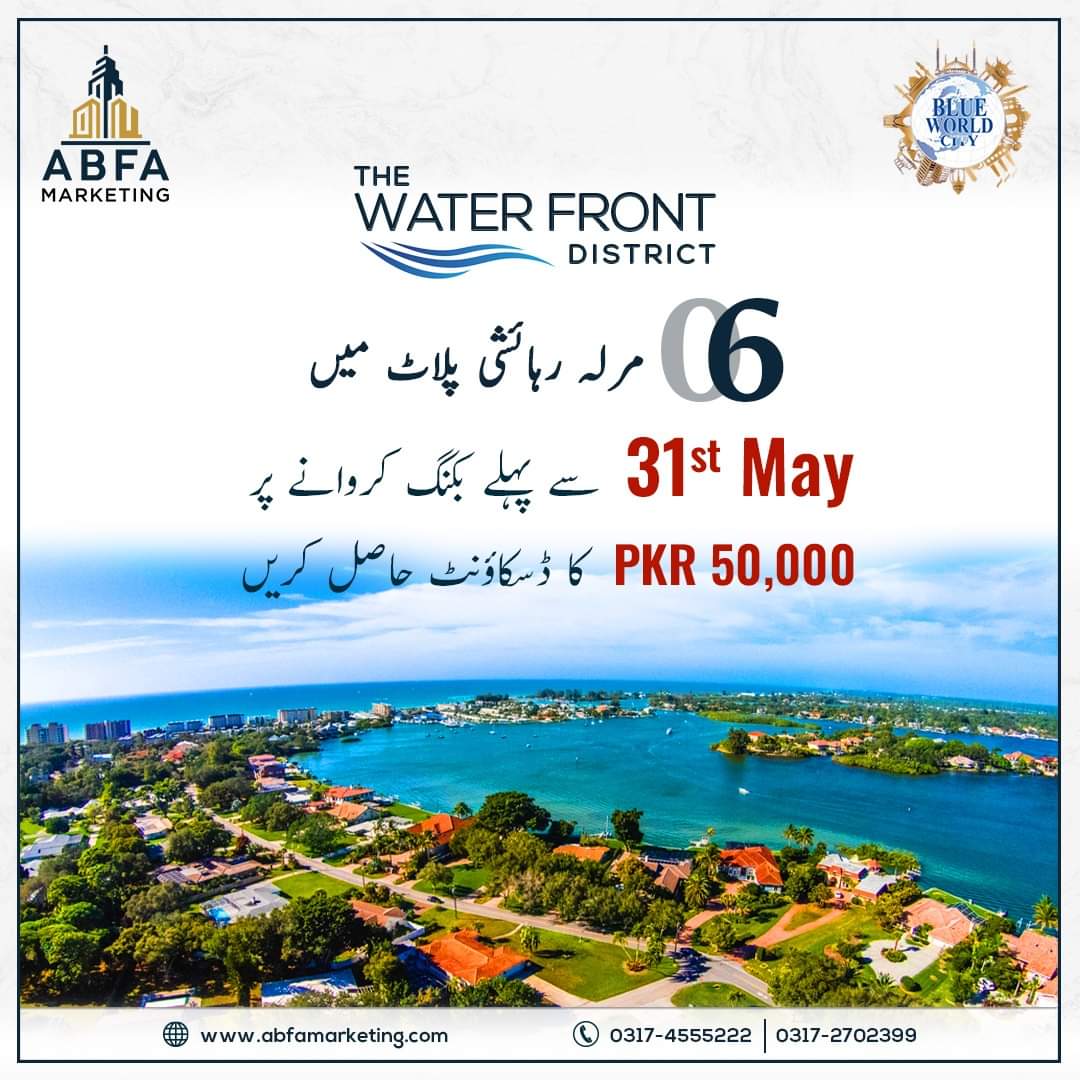 ABFA
MARKETING
BLUE
WORLD
CITY
THE
WATER FRONT
DISTRICT
06 مرلہ رہائشی پلاٹ میں
31st May سے پہلے بکنگ کروانے پر
PKR 50,000 کا ڈسکاؤنٹ حاصل کریں
www.abfamarketing.com
0317-4555222 | 0317-2702399